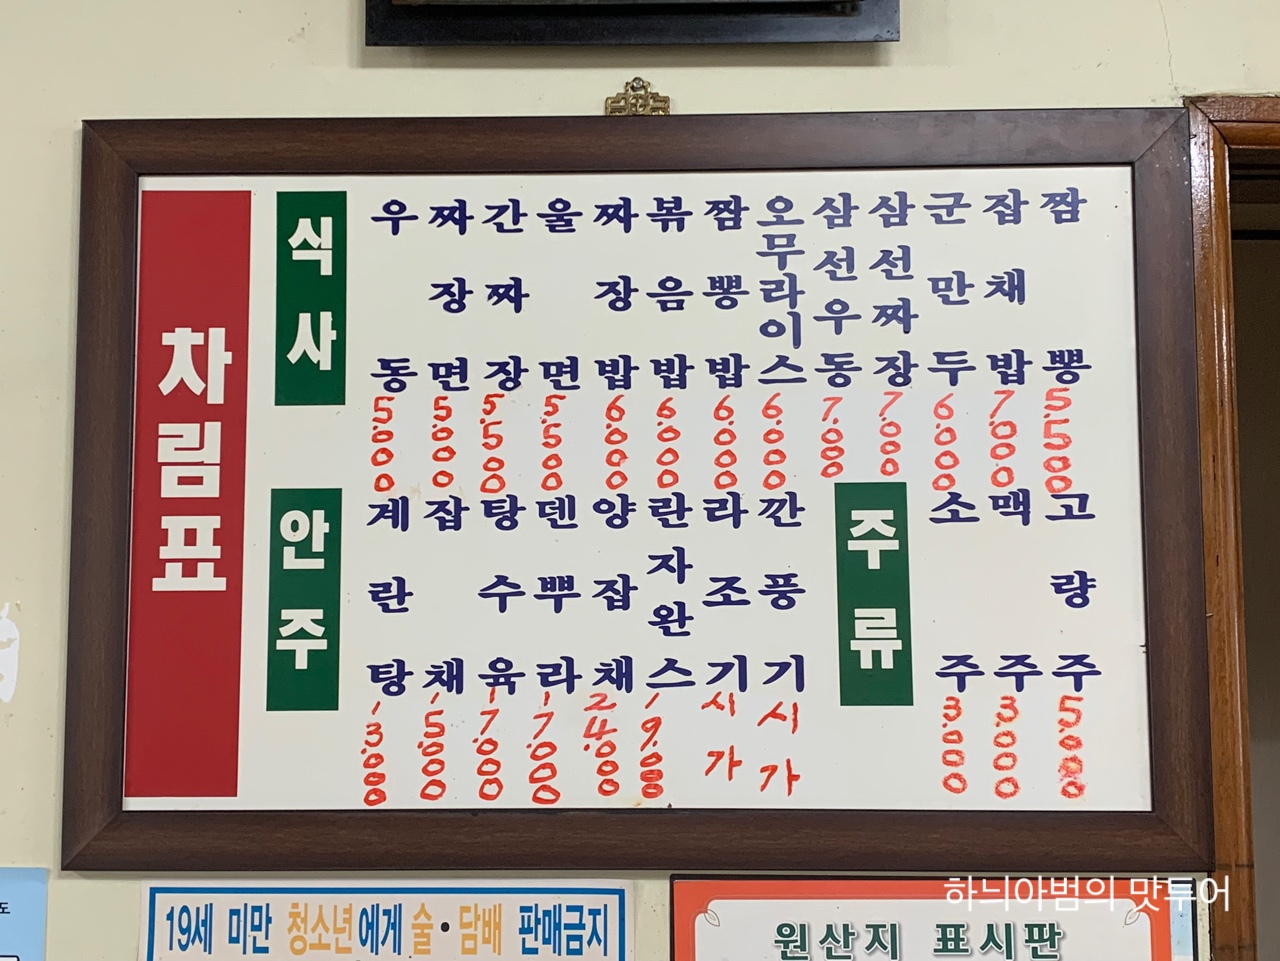 차림표
식사
우동 5.000
짜장면 5.000
간짜장 5.500
울면 5.500
짜장밥 6.000
볶음밥 6.000
짬뽕밥 6.000
오무라이스 6.000
삼선우동 7.000
삼선짜장 7.000
군만두 6.000
잡채밥 7.000
짬뽕 5.500
안주
계란탕 13.000
잡채 15.000
탕수육 17.000
덴뿌라 17.000
양잡채 24.000
란자완스 19.000
라조기 시가
깐풍기 시가
주류
소주 3.000
맥주 3.000
고량주 5.000
19세 미만 청소년에게 술·담배 판매금지
원산지 표시판
하늬아범의 맛투어
도